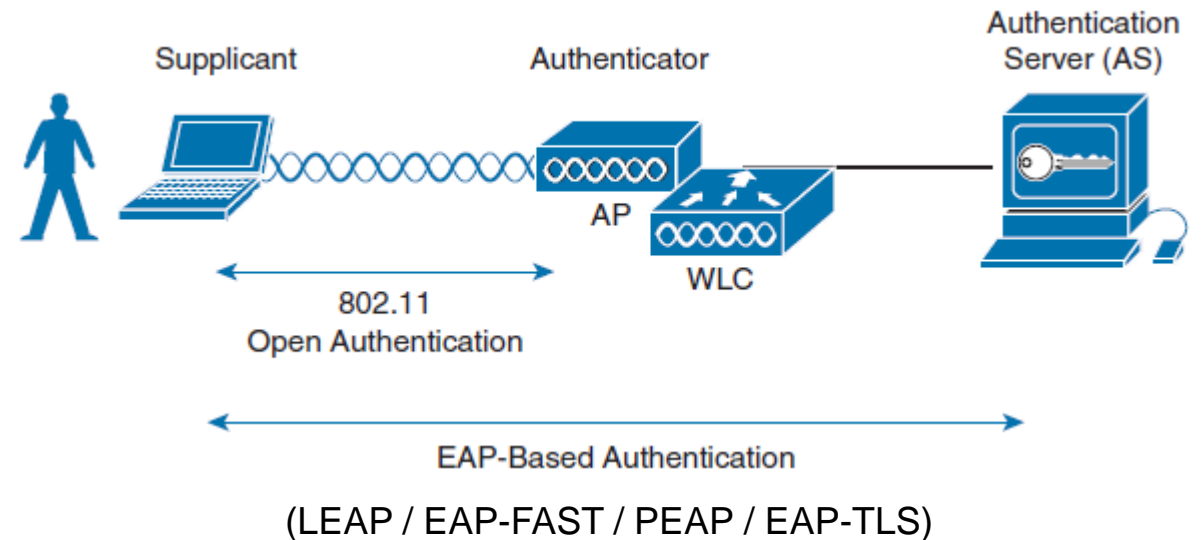 Supplicant
Authenticator
Authentication
Server (AS)
AP
WLC
802.11
Open Authentication
EAP-Based Authentication
(LEAP / EAP-FAST / PEAP / EAP-TLS)